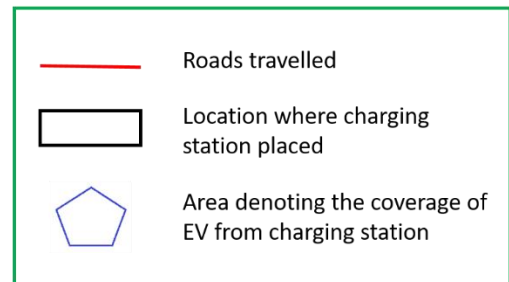 Roads travelled
Location where charging
station placed
Area denoting the coverage of
EV from charging station